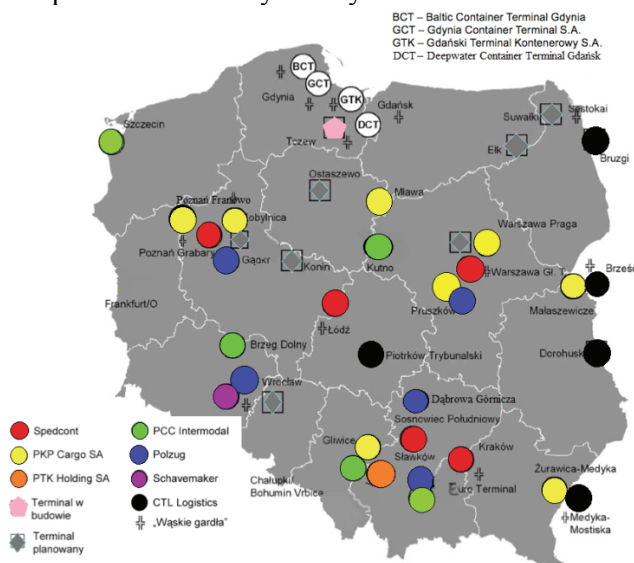 BCT – Baltic Container Terminal Gdynia
GCT – Gdynia Container Terminal S.A.
GTK – Gdański Terminal Kontenerowy S.A.
DCT – Deepwater Container Terminal Gdańsk
BCT
GCT
Gdynia
GTK
Gdańsk
DCT
Tczew
Szczecin
Suwałki
Sestokai
Ełk
Bruzgi
Ostaszewo
Mława
Poznań Franowo
Kobylnica
Poznań Grabary
Gądki
Konin
Kutno
Warszawa Praga
Warszawa Gł. T
Pruszków
Brześć
Małaszewicze
Frankfurt/O
Łódź
Piotrków Trybunalski
Dorohusk
Brzeg Dolny
Wrocław
Dąbrowa Górnicza
Sosnowiec Południowy
Gliwice
Sławków
Kraków
Chałupki/
Bohumin Vrbice
Euro Terminal
Żurawica-Medyka
Medyka-
Mostiska
Spedcont
PKP Cargo SA
PTK Holding SA
Terminal w
budowie
Terminal
planowany
PCC Intermodal
Polzug
Schavemaker
CTL Logistics
„Wąskie gardła"